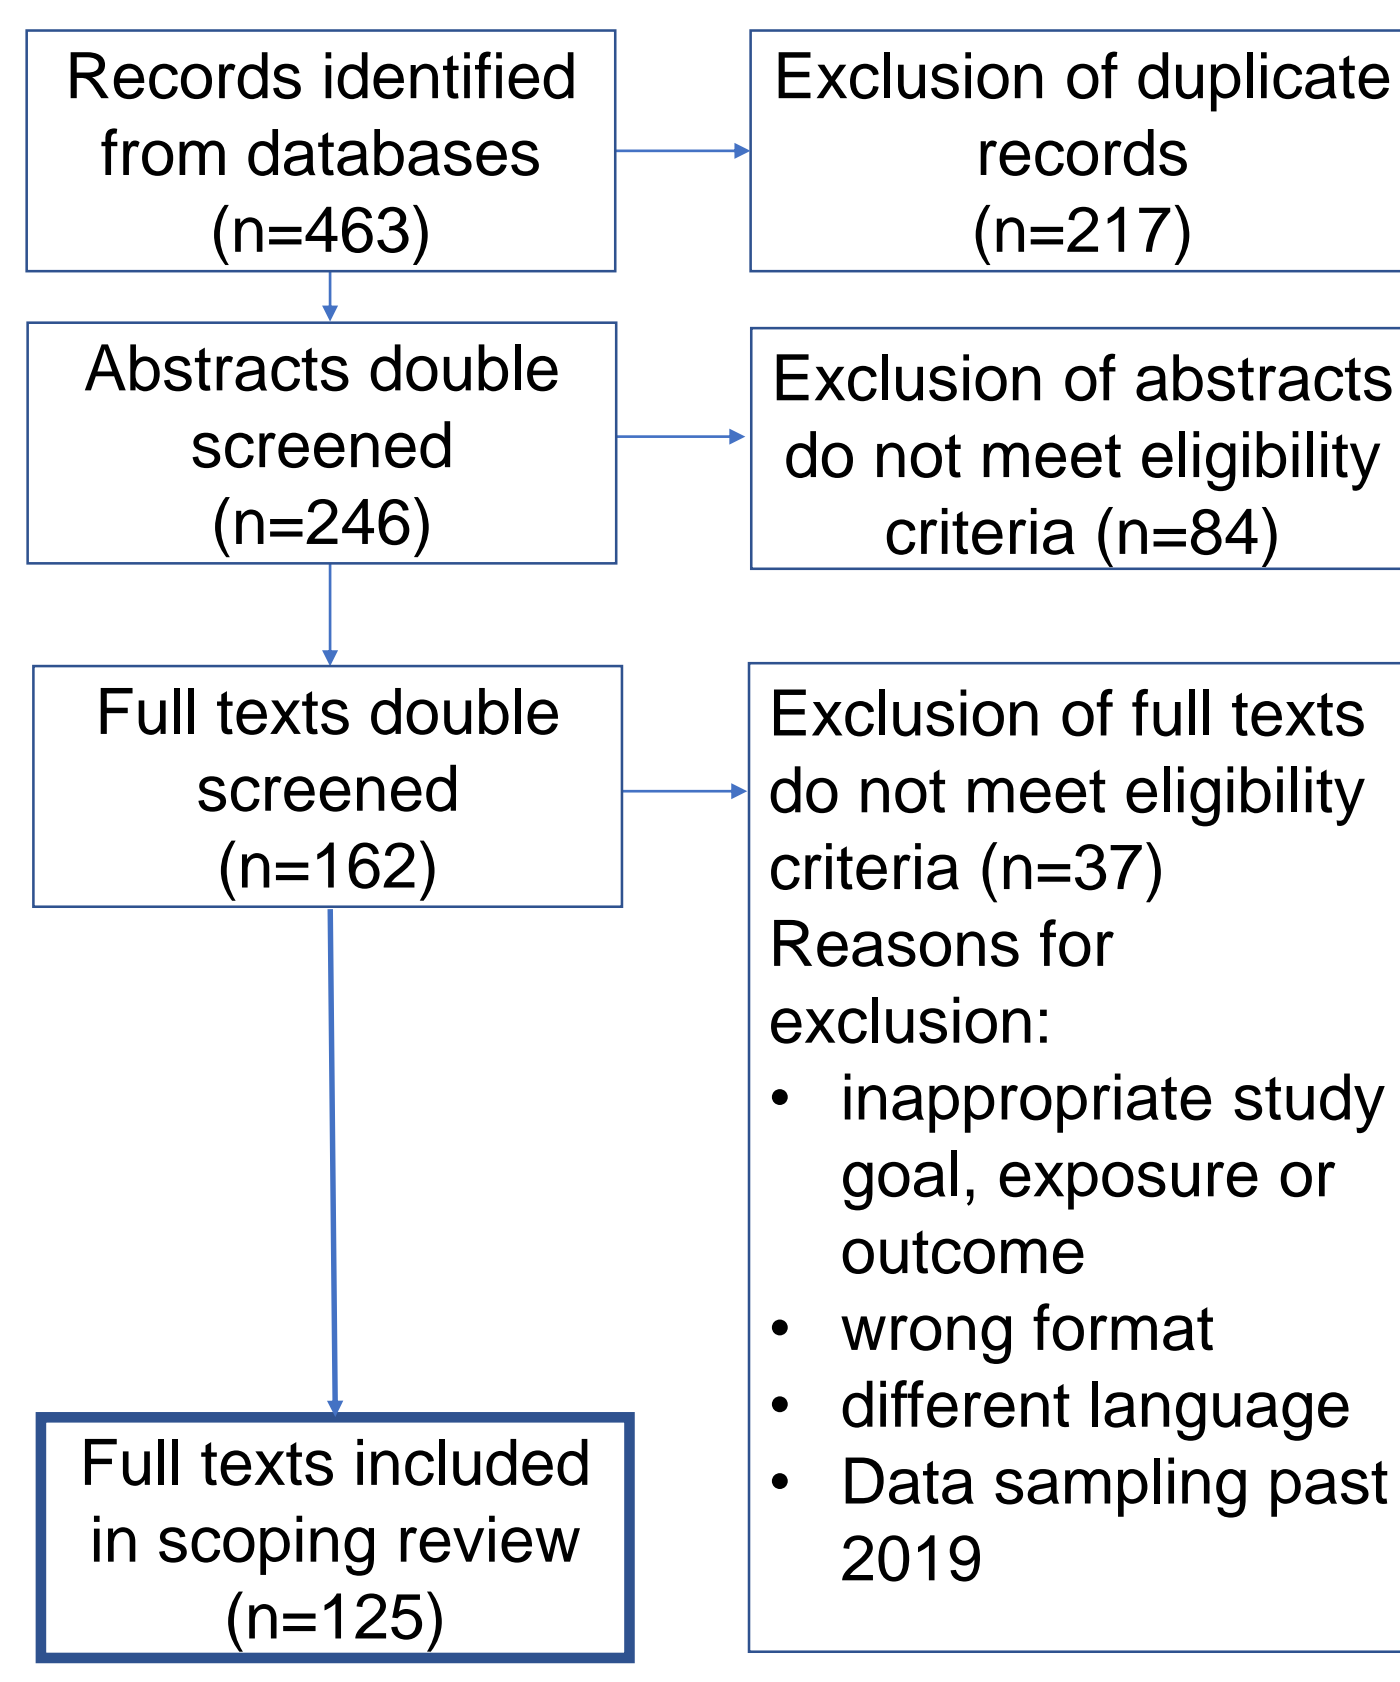 Records identified
from databases
(n=463)
Exclusion of duplicate
records
(n=217)
Abstracts double
screened
(n=246)
Exclusion of abstracts
do not meet eligibility
criteria (n=84)
Full texts double
screened
(n=162)
Exclusion of full texts
do not meet eligibility
criteria (n=37)
Reasons for
exclusion:
• inappropriate study
goal, exposure or
outcome
• wrong format
• different language
• Data sampling past
2019
Full texts included
in scoping review
(n=125)